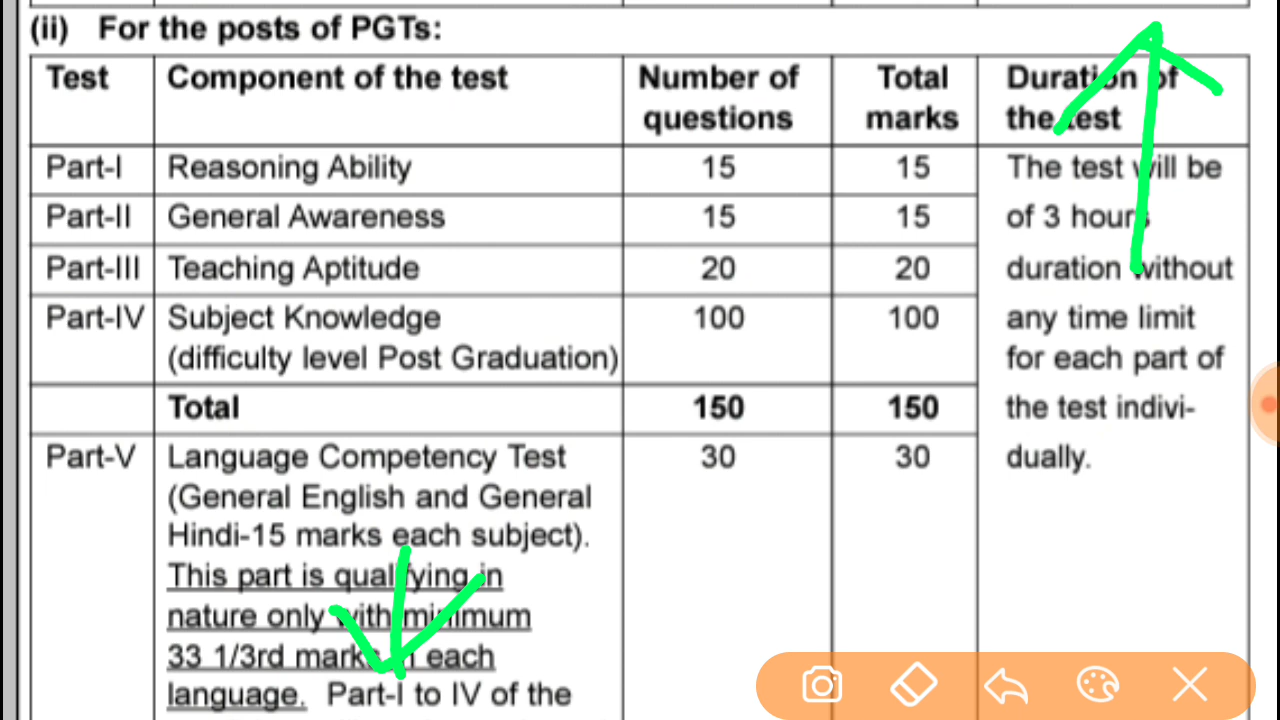 (ii) For the posts of PGTs:
Test Component of the test Number of questions Total marks Duration of the test
Part-I Reasoning Ability 15 15 The test will be
Part-II General Awareness 15 15 of 3 hours
Part-III Teaching Aptitude 20 20 duration without
Part-IV Subject Knowledge 100 100 any time limit
(difficulty level Post Graduation) for each part of
Total 150 150 the test indivi-
Part-V Language Competency Test 30 30 dually.
(General English and General
Hindi-15 marks each subject).
This part is qualifying in
nature only with minimum
33 1/3rd marks in each
language. Part-I to IV of the